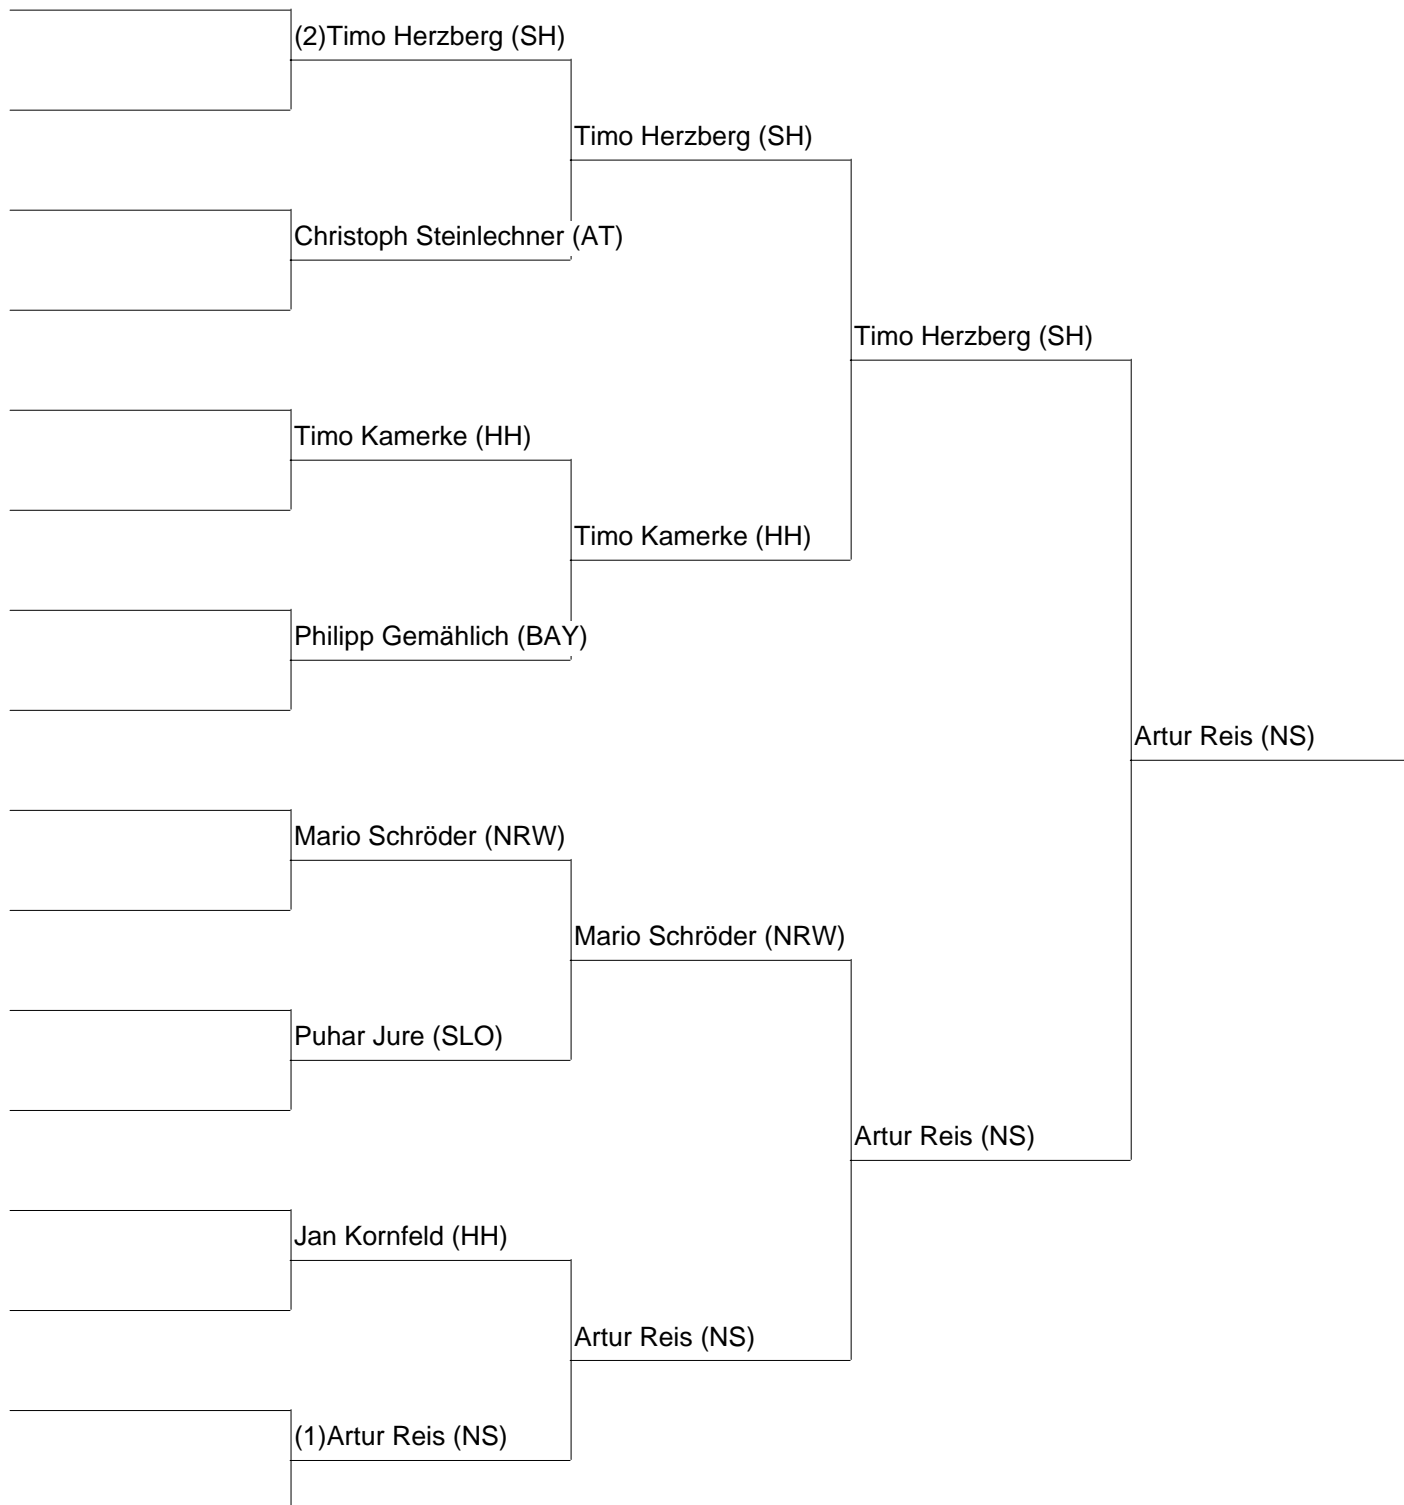 (2)Timo Herzberg (SH)
Timo Herzberg (SH)
Christoph Steinlechner (AT)
Timo Herzberg (SH)
Timo Kamerke (HH)
Timo Kamerke (HH)
Philipp Gemählich (BAY)
Artur Reis (NS)
Mario Schröder (NRW)
Mario Schröder (NRW)
Puhar Jure (SLO)
Artur Reis (NS)
Jan Kornfeld (HH)
Artur Reis (NS)
(1)Artur Reis (NS)